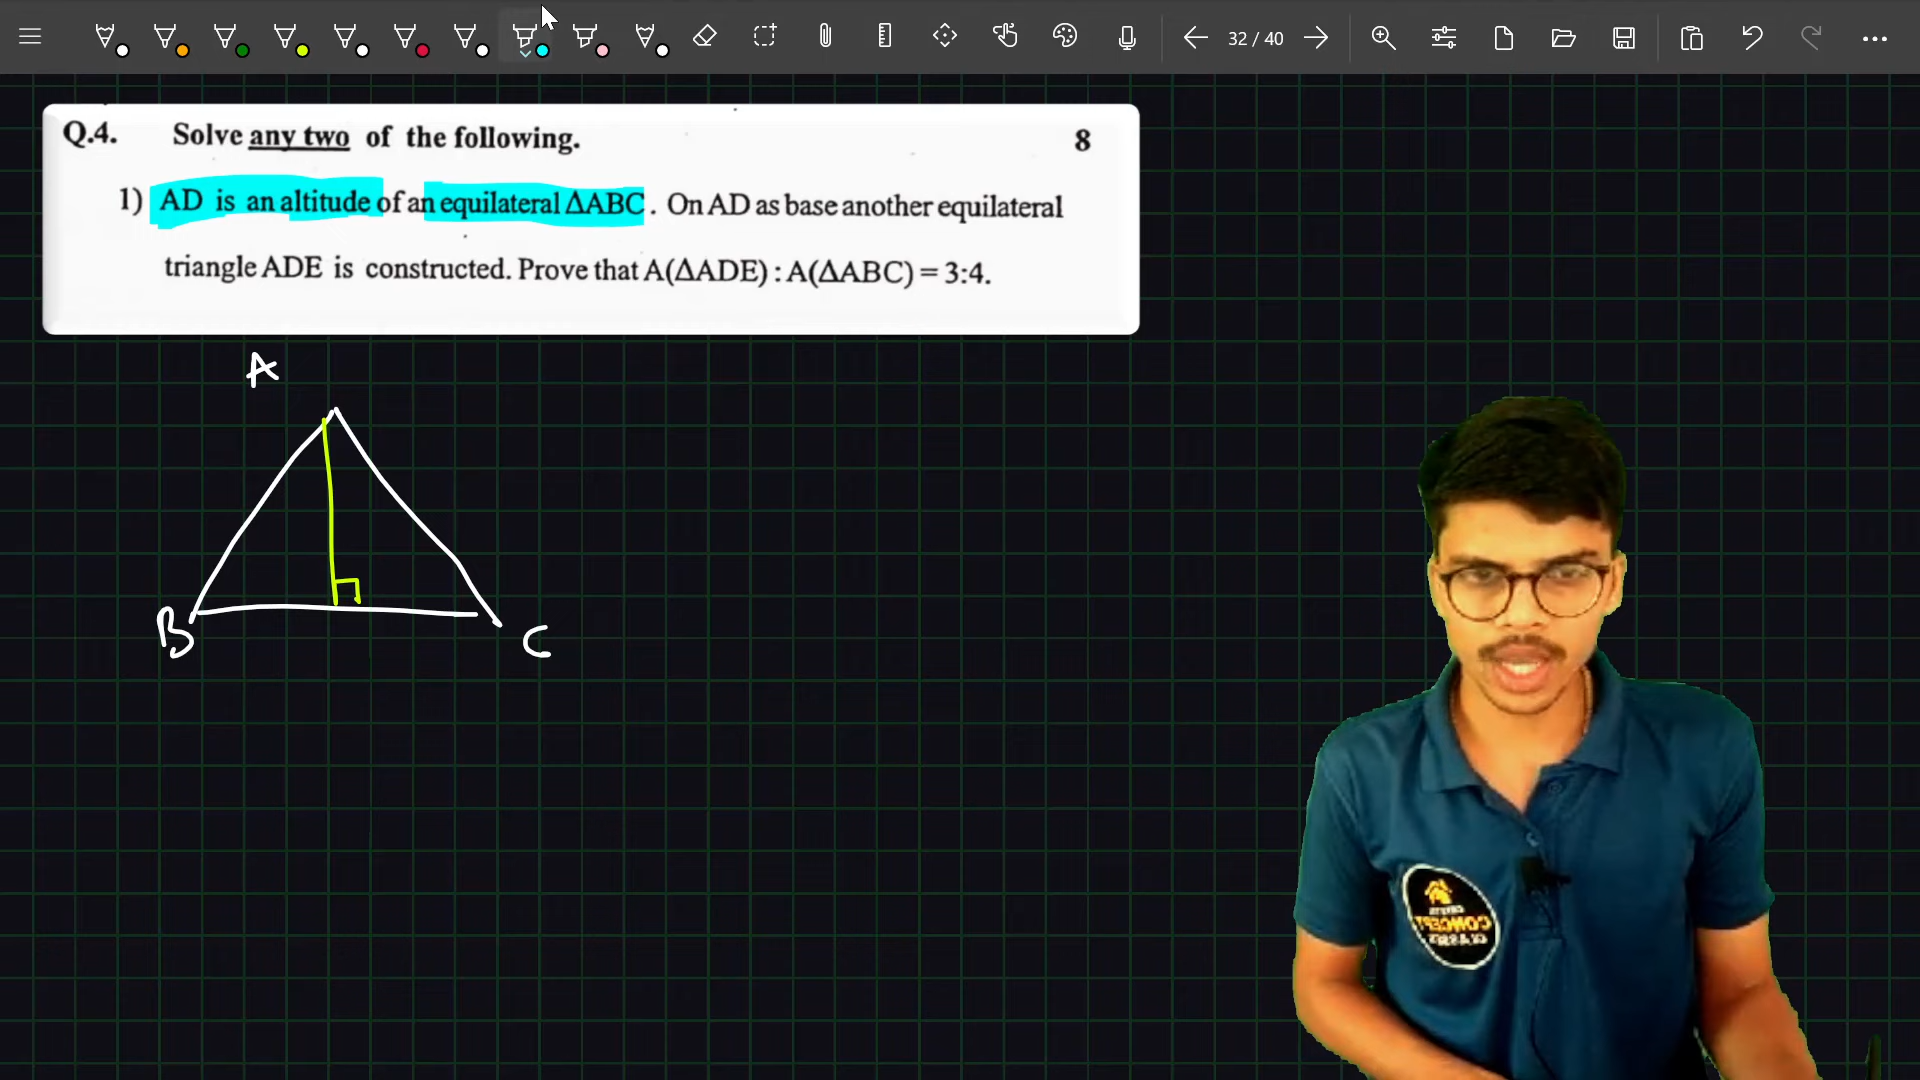 32 / 40
Q.4. Solve any two of the following. 8
1) AD is an altitude of an equilateral ΔABC . On AD as base another equilateral
triangle ADE is constructed. Prove that A(ΔADE) : A(ΔABC) = 3:4.
A
B
C
CONCEPT